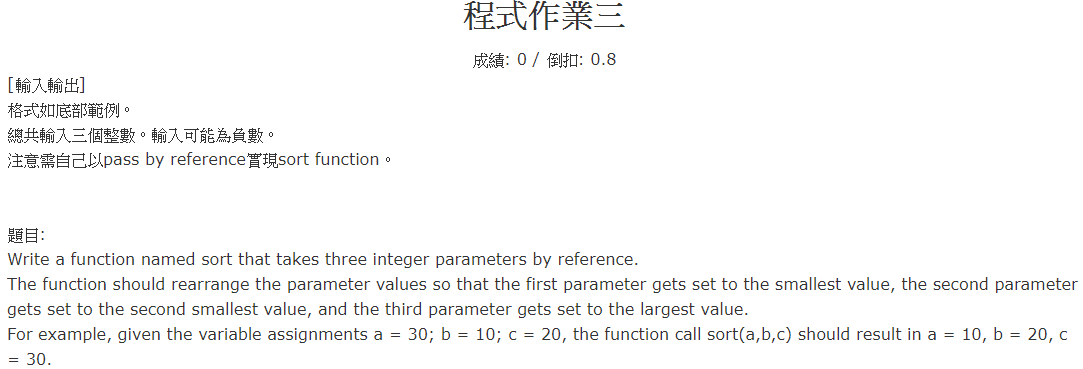 程式作業三
成績: 0 / 倒扣: 0.8
[輸入輸出]
格式如底部範例。
總共輸入三個整數。輸入可能為負數。
注意需自己以pass by reference實現sort function。
題目:
Write a function named sort that takes three integer parameters by reference.
The function should rearrange the parameter values so that the first parameter gets set to the smallest value, the second parameter
gets set to the second smallest value, and the third parameter gets set to the largest value.
For example, given the variable assignments a = 30; b = 10; c = 20, the function call sort(a,b,c) should result in a = 10, b = 20, c
= 30.